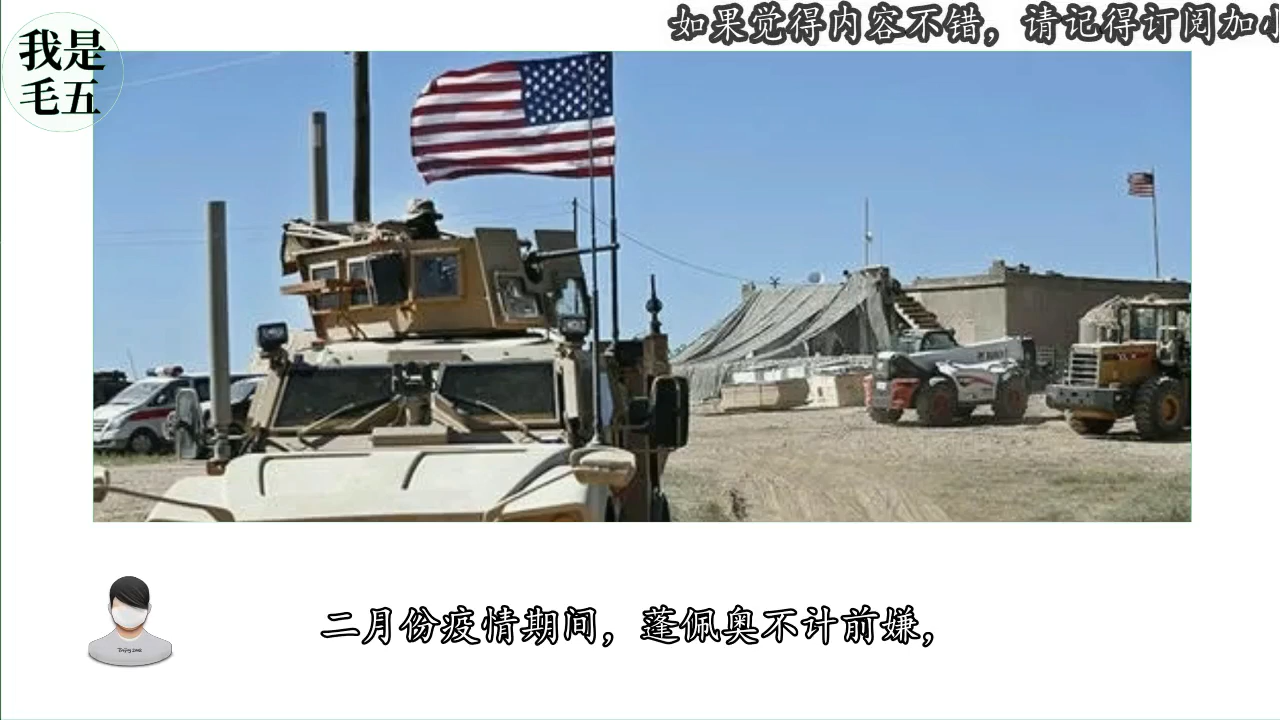 如果觉得内容不错，请记得订阅加小
我是
毛五
二月份疫情期间，蓬佩奥不计前嫌，